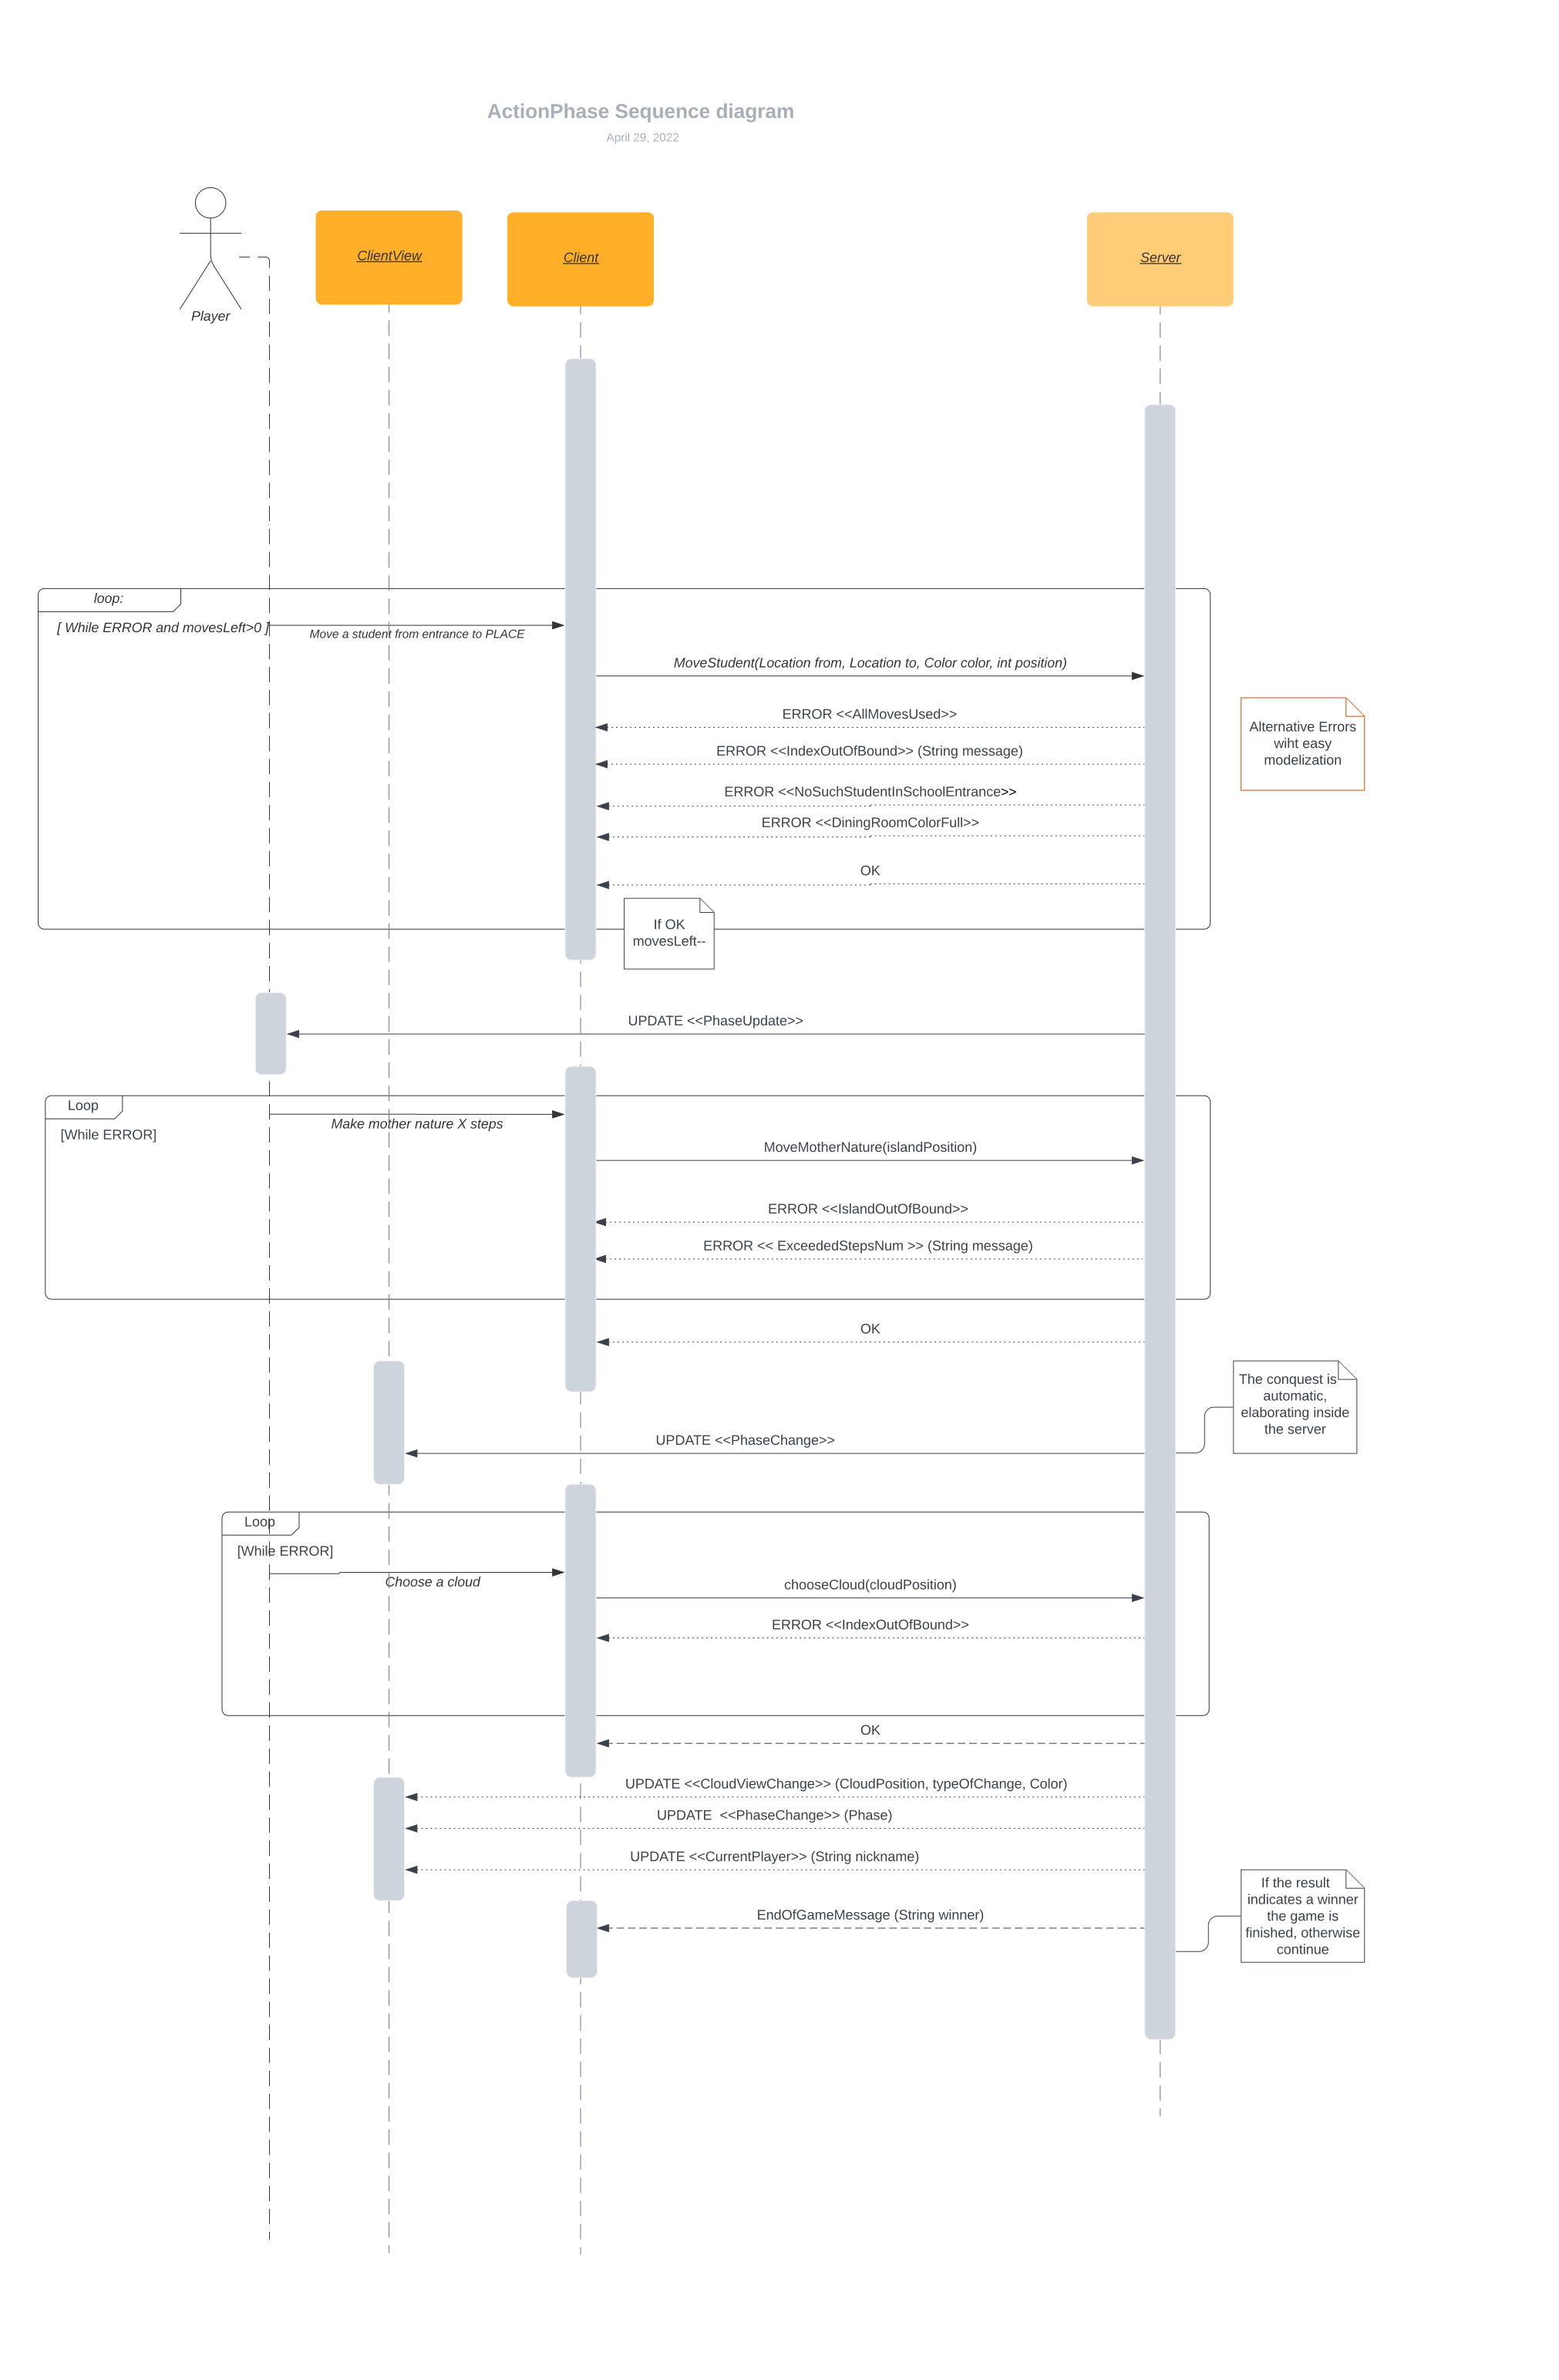 ActionPhase Sequence diagram
April 29, 2022
Player
ClientView
Client
Server
loop:
[ While ERROR and movesLeft>0 ]
Move a student from entrance to PLACE
MoveStudent(Location from, Location to, Color color, int position)
ERROR <<AllMovesUsed>>
ERROR <<IndexOutOfBound>> (String message)
ERROR <<NoSuchStudentInSchoolEntrance>>
ERROR <<DiningRoomColorFull>>
Alternative Errors
wiht easy
modelization
OK
If OK
movesLeft--
UPDATE <<PhaseUpdate>>
Loop
[While ERROR]
Make mother nature X steps
MoveMotherNature(islandPosition)
ERROR <<IslandOutOfBound>>
ERROR << ExceededStepsNum >> (String message)
OK
The conquest is
automatic,
elaborating inside
the server
UPDATE <<PhaseChange>>
Loop
[While ERROR]
Choose a cloud
chooseCloud(cloudPosition)
ERROR <<IndexOutOfBound>>
OK
UPDATE <<CloudViewChange>> (CloudPosition, typeOfChange, Color)
UPDATE  <<PhaseChange>> (Phase)
UPDATE <<CurrentPlayer>> (String nickname)
EndOfGameMessage (String winner)
If the result
indicates a winner
the game is
finished, otherwise
continue